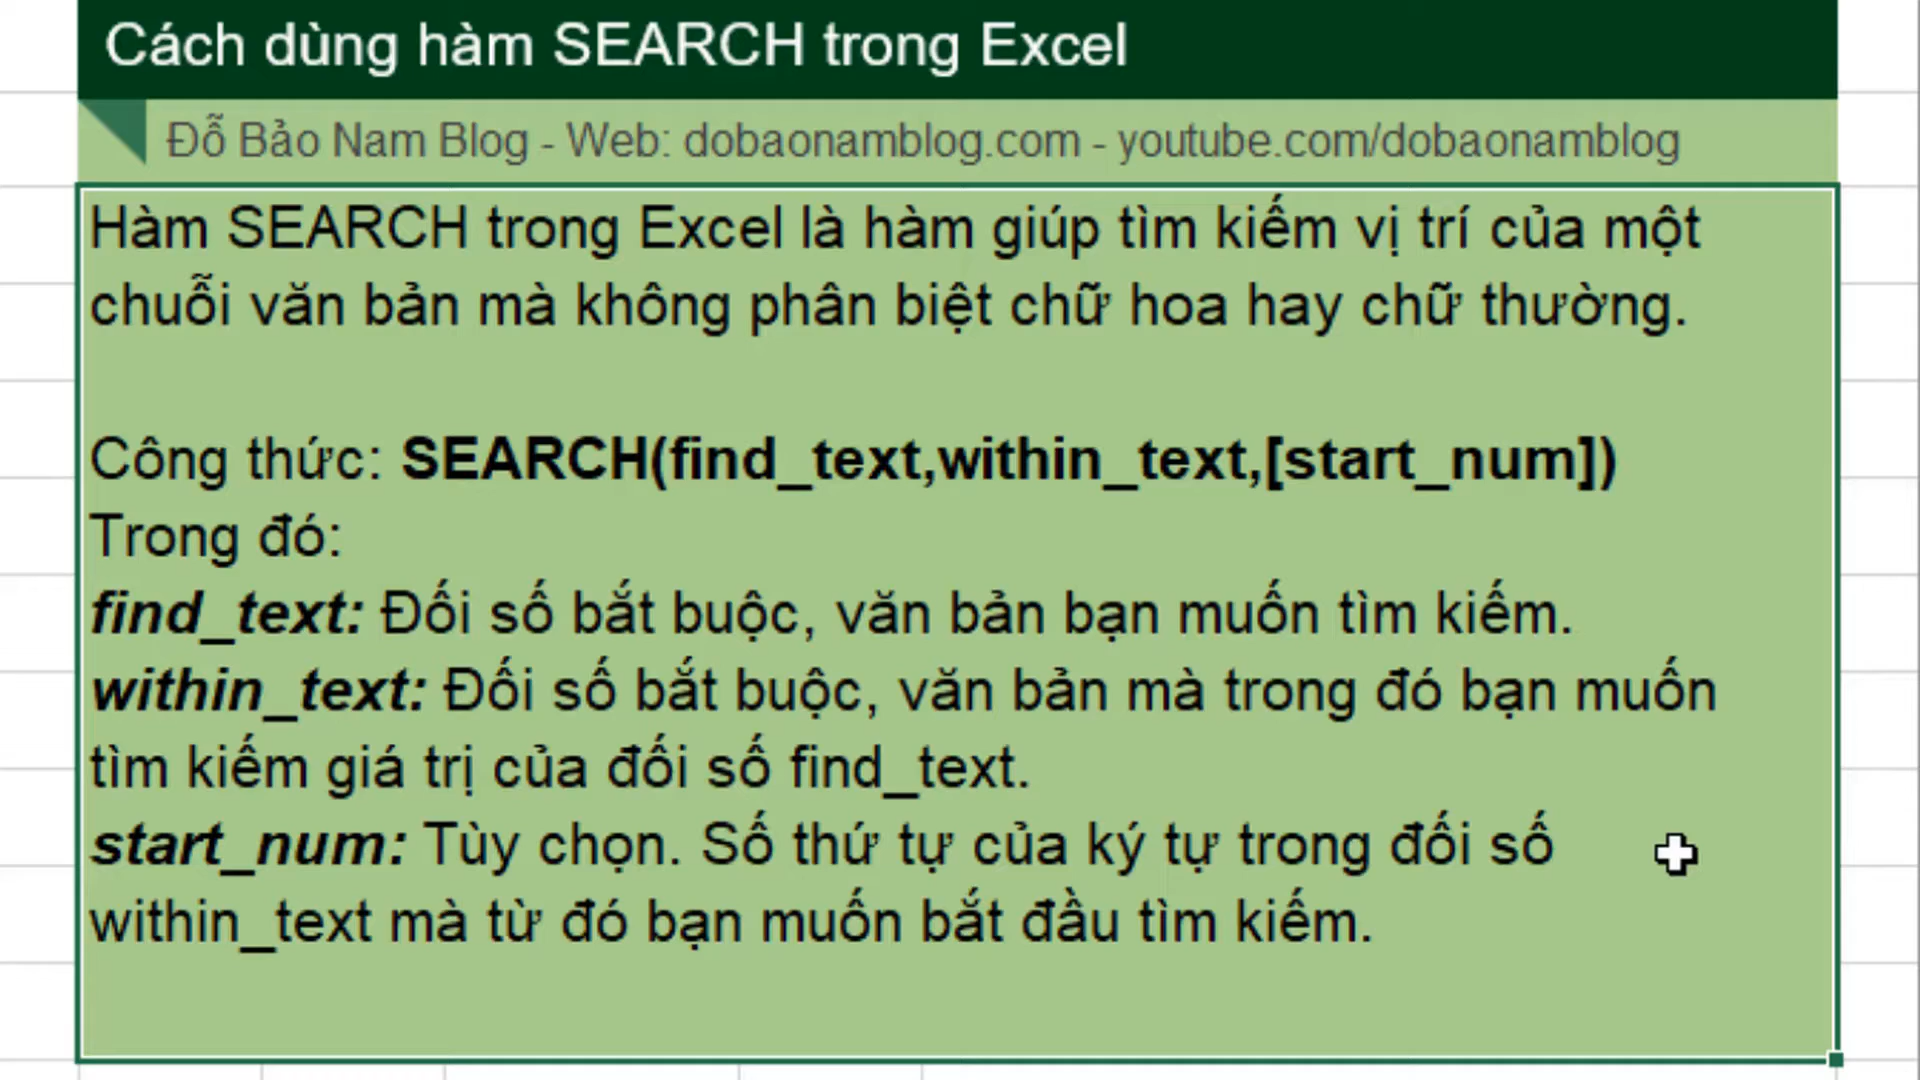 Cách dùng hàm SEARCH trong Excel
Đỗ Bảo Nam Blog - Web: dobaonamblog.com - youtube.com/dobaonamblog
Hàm SEARCH trong Excel là hàm giúp tìm kiếm vị trí của một
chuỗi văn bản mà không phân biệt chữ hoa hay chữ thường.
Công thức: SEARCH(find_text,within_text,[start_num])
Trong đó:
find_text: Đối số bắt buộc, văn bản bạn muốn tìm kiếm.
within_text: Đối số bắt buộc, văn bản mà trong đó bạn muốn
tìm kiếm giá trị của đối số find_text.
start_num: Tùy chọn. Số thứ tự của ký tự trong đối số
within_text mà từ đó bạn muốn bắt đầu tìm kiếm.